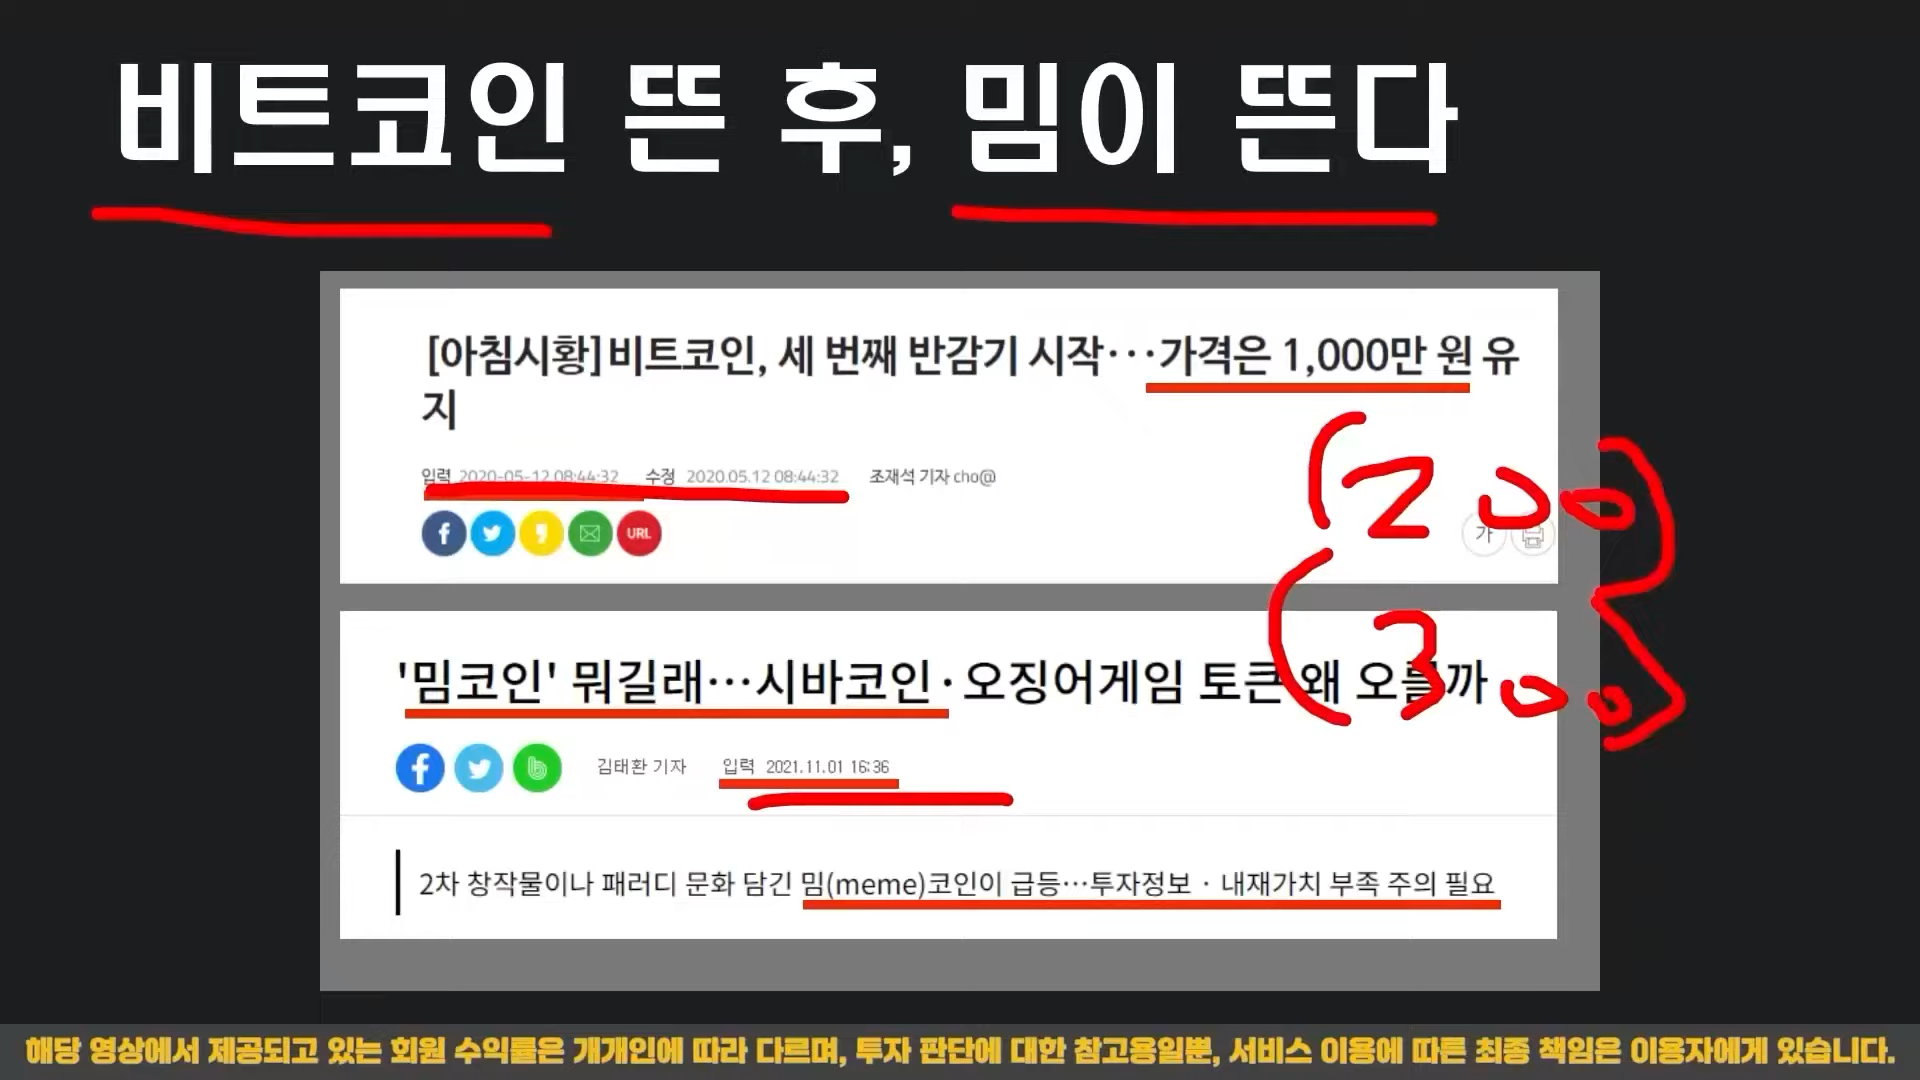 비트코인 뜬 후, 밈이 뜬다
[아침시황]비트코인, 세 번째 반감기 시작···가격은 1,000만 원 유
지
입력 2020-05-12 08:44:32 수정 2020.05.12 08:44:32 조재석 기자 cho@
URL
가
(200)
'밈코인' 뭐길래···시바코인·오징어게임 토큰 왜 오를까
(300)
김태환 기자 입력 2021.11.01 16:36
2차 창작물이나 패러디 문화 담긴 밈(meme)코인이 급등···투자정보·내재가치 부족 주의 필요
해당 영상에서 제공되고 있는 회원 수익률은 개개인에 따라 다르며, 투자 판단에 대한 참고용일뿐, 서비스 이용에 따른 최종 책임은 이용자에게 있습니다.